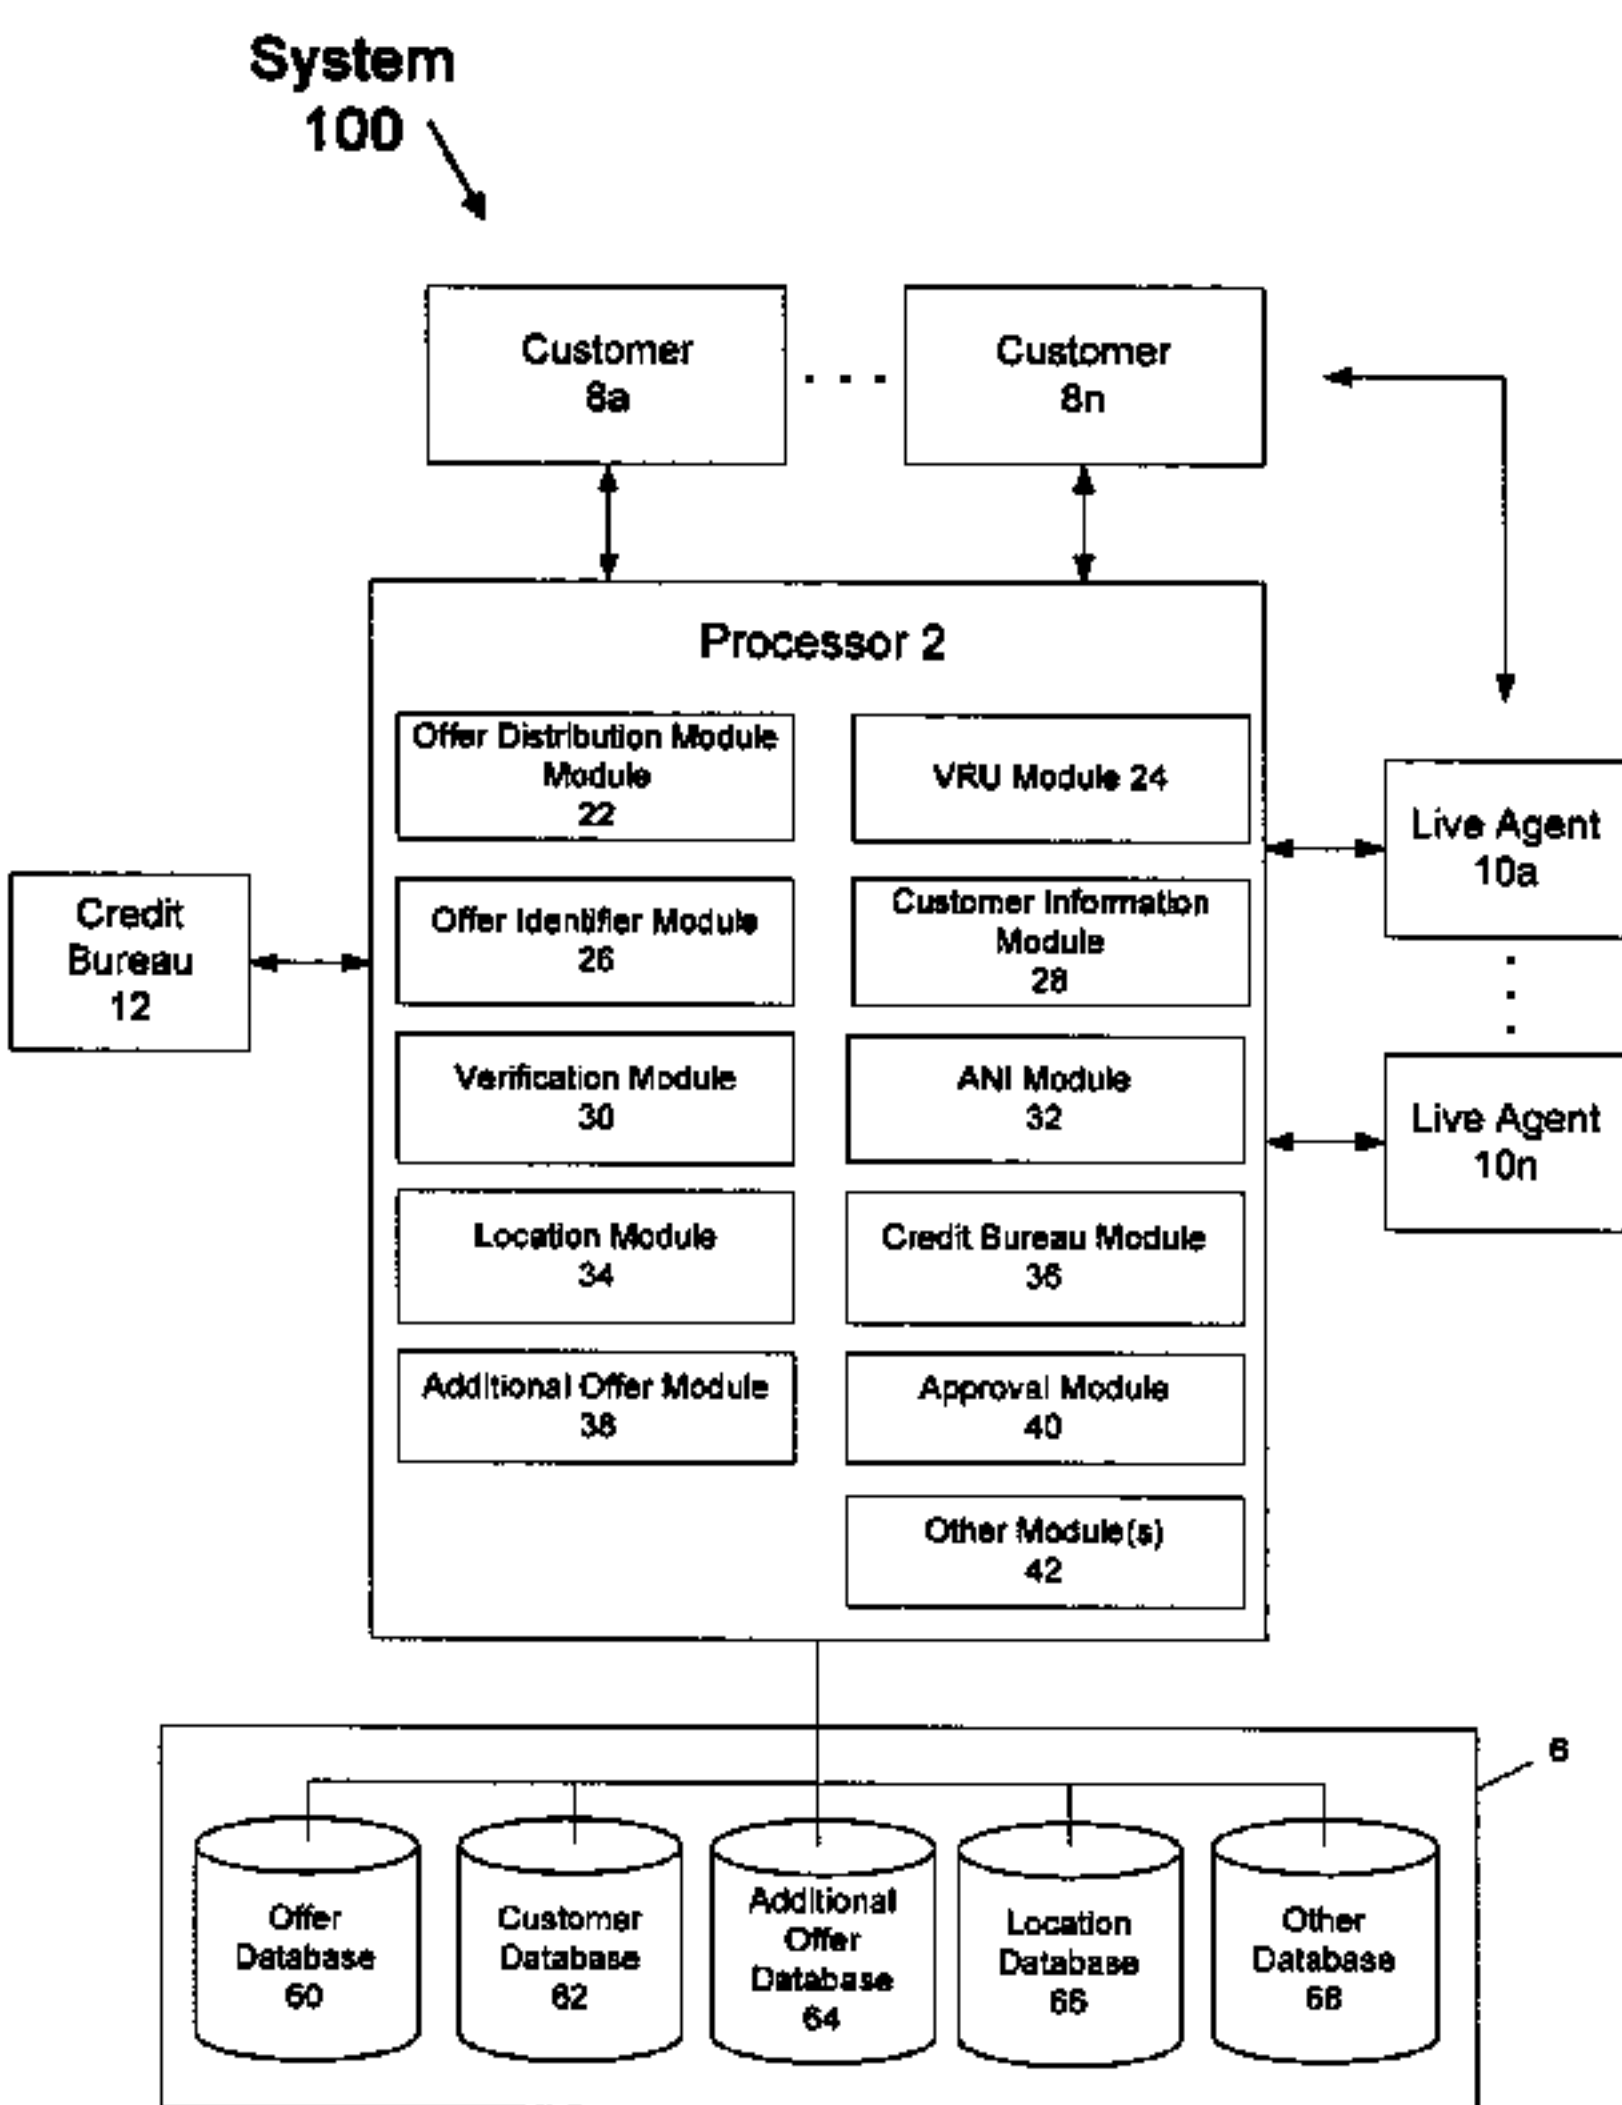 System
100
Customer
8a
. . .
Customer
8n
Processor 2
Offer Distribution Module
Module
22
VRU Module 24
Live Agent
10a
Credit
Bureau
12
Offer Identifier Module
26
Customer Information
Module
28
Verification Module
30
ANI Module
32
Live Agent
10n
Location Module
34
Credit Bureau Module
36
Additional Offer Module
38
Approval Module
40
Other Module(s)
42
6
Offer
Database
60
Customer
Database
62
Additional
Offer
Database
64
Location
Database
66
Other
Database
68